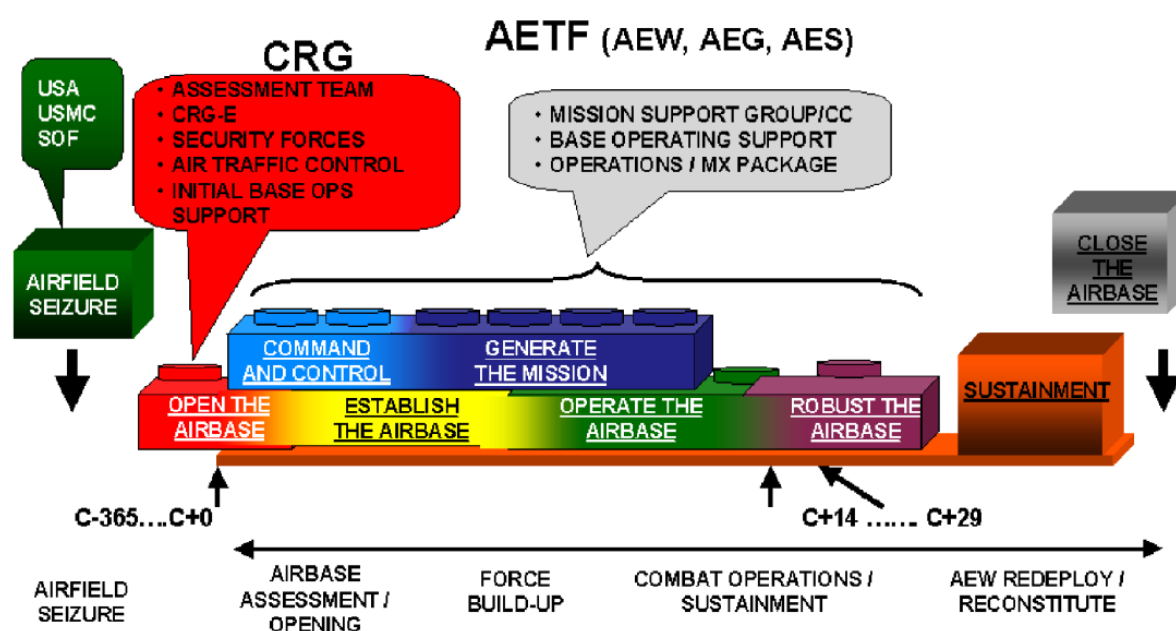 CRG
AETF (AEW, AEG, AES)
USA
USMC
SOF
• ASSESSMENT TEAM
• CRG-E
• SECURITY FORCES
• AIR TRAFFIC CONTROL
• INITIAL BASE OPS
SUPPORT
• MISSION SUPPORT GROUP/CC
• BASE OPERATING SUPPORT
• OPERATIONS / MX PACKAGE
AIRFIELD
SEIZURE
CLOSE
THE
AIRBASE
COMMAND
AND CONTROL
GENERATE
THE MISSION
OPEN THE
AIRBASE
ESTABLISH
THE AIRBASE
OPERATE THE
AIRBASE
ROBUST THE
AIRBASE
SUSTAINMENT
C-365....C+0
C+14 ....... C+29
AIRFIELD
SEIZURE
AIRBASE
ASSESSMENT /
OPENING
FORCE
BUILD-UP
COMBAT OPERATIONS /
SUSTAINMENT
AEW REDEPLOY /
RECONSTITUTE